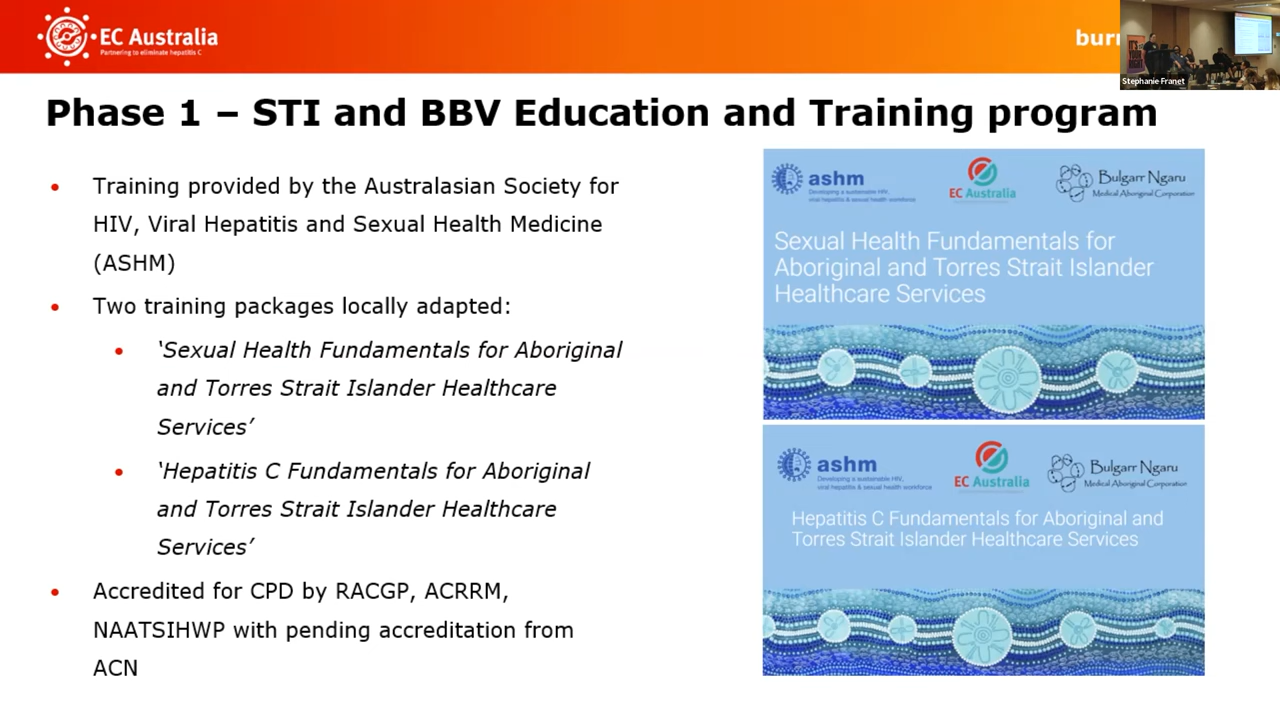 EC Australia
Partnering to eliminate hepatitis C
Stephanie Franet
Phase 1 – STI and BBV Education and Training program
• Training provided by the Australasian Society for
HIV, Viral Hepatitis and Sexual Health Medicine
(ASHM)
• Two training packages locally adapted:
• ‘Sexual Health Fundamentals for Aboriginal
and Torres Strait Islander Healthcare
Services’
• ‘Hepatitis C Fundamentals for Aboriginal
and Torres Strait Islander Healthcare
Services’
• Accredited for CPD by RACGP, ACRRM,
NAATSIHWP with pending accreditation from
ACN
ashm
Developing a sustainable HIV,
viral hepatitis & sexual health workforce
EC Australia
Bulgarr Ngaru
Medical Aboriginal Corporation
Sexual Health Fundamentals for
Aboriginal and Torres Strait Islander
Healthcare Services
ashm
Developing a sustainable HIV,
viral hepatitis & sexual health workforce
EC Australia
Bulgarr Ngaru
Medical Aboriginal Corporation
Hepatitis C Fundamentals for Aboriginal and
Torres Strait Islander Healthcare Services